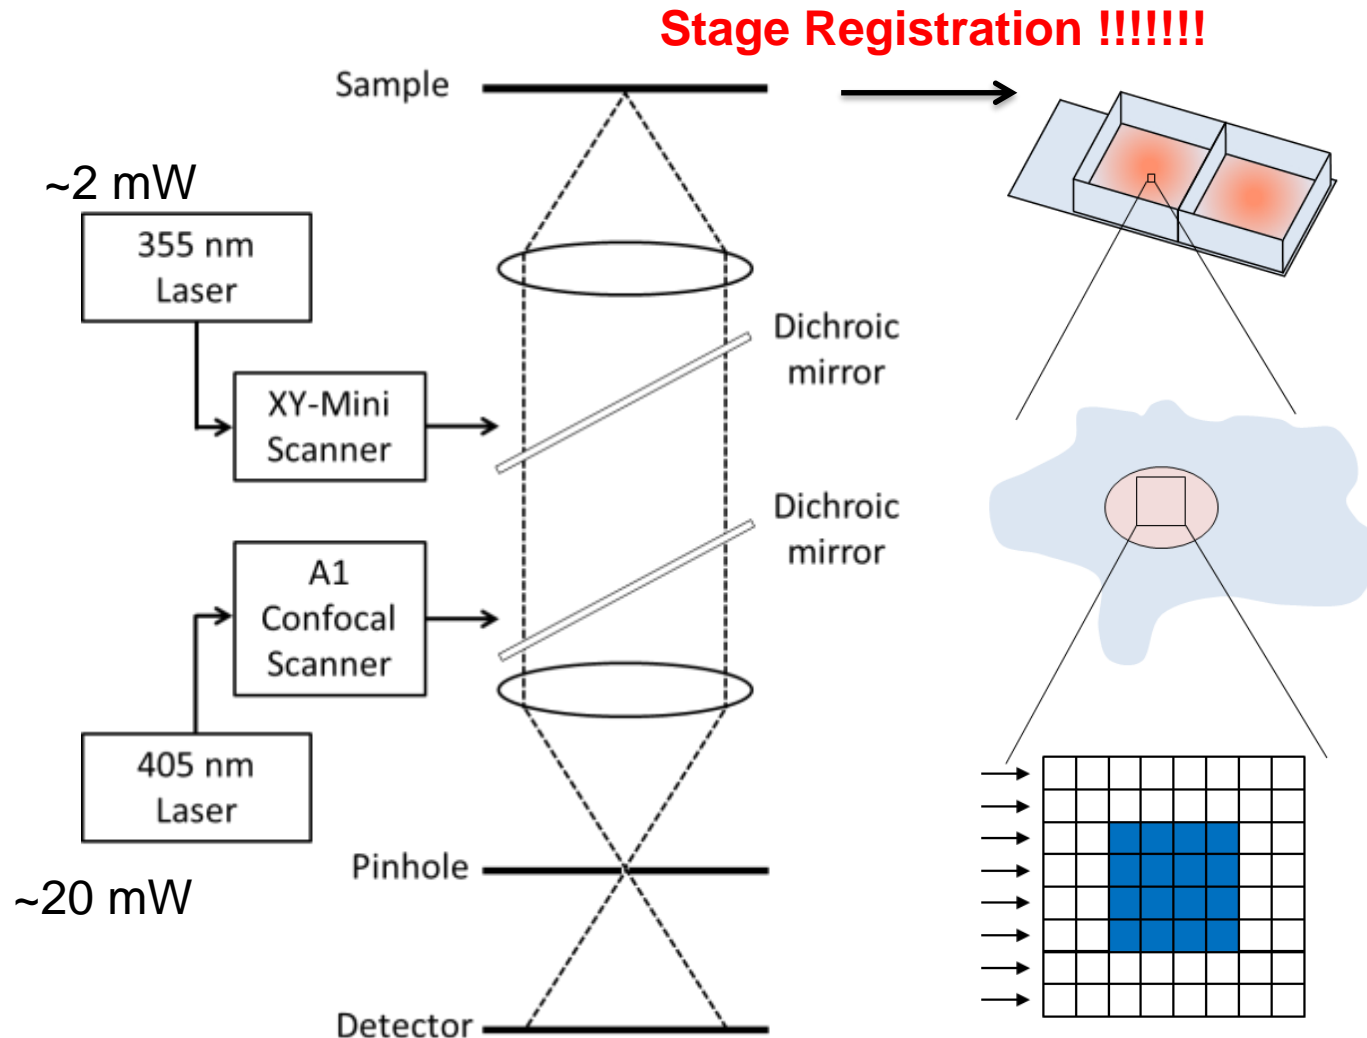 Stage Registration !!!!!!!
Sample
~2 mW
355 nm
Laser
XY-Mini
Scanner
Dichroic
mirror
Dichroic
mirror
A1
Confocal
Scanner
405 nm
Laser
~20 mW
Pinhole
Detector